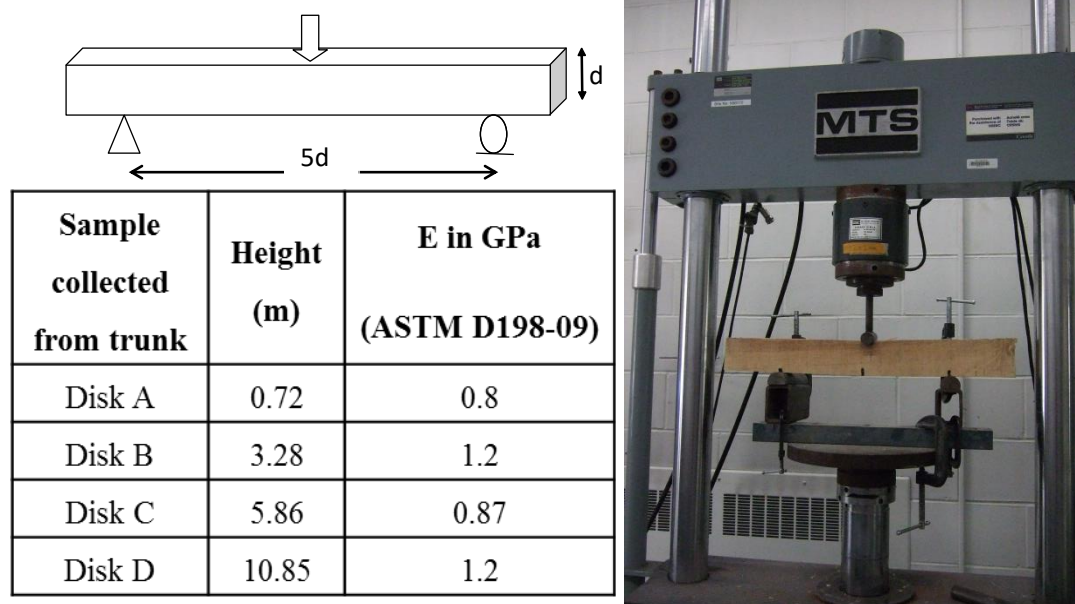 d
5d
Sample
collected
from trunk
Height
(m)
E in GPa
(ASTM D198-09)
Disk A 0.72 0.8
Disk B 3.28 1.2
Disk C 5.86 0.87
Disk D 10.85 1.2
MTS
Canada